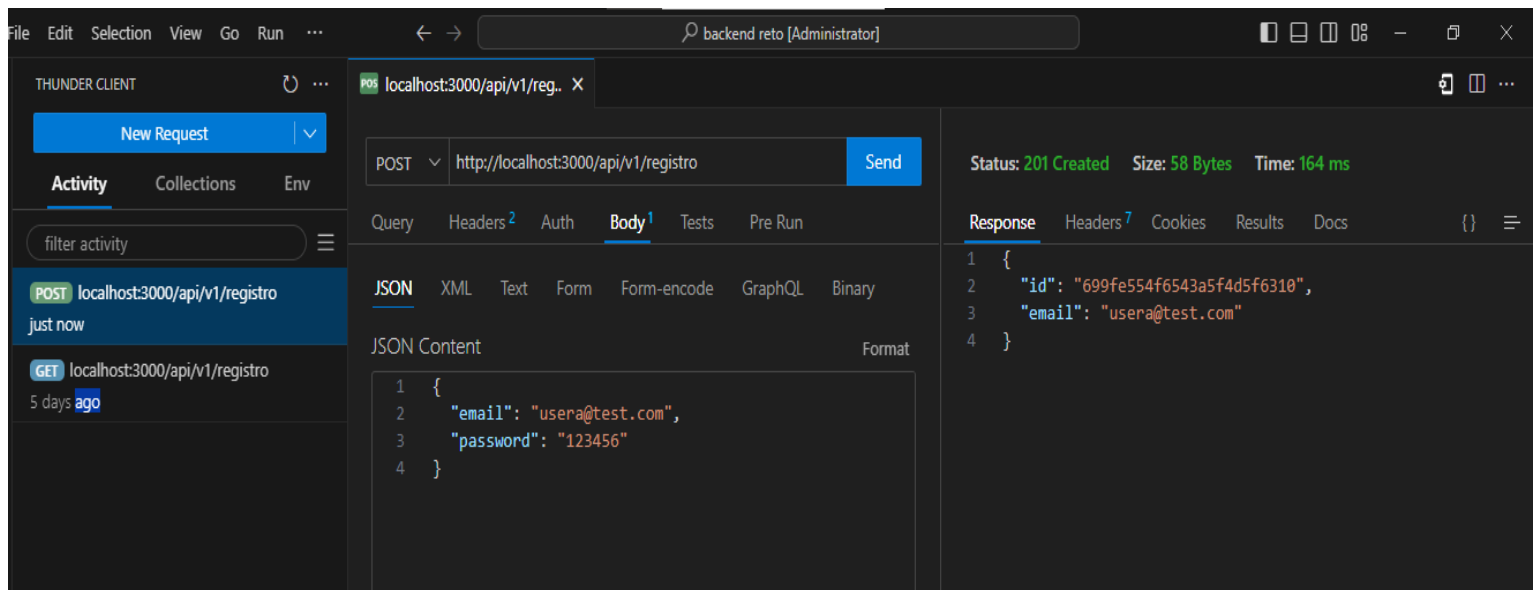 File Edit Selection View Go Run ···
backend reto [Administrator]
THUNDER CLIENT
New Request
Activity Collections Env
filter activity
POST localhost:3000/api/v1/registro
just now
GET localhost:3000/api/v1/registro
5 days ago
POS localhost:3000/api/v1/reg..
POST http://localhost:3000/api/v1/registro Send
Query Headers 2 Auth Body 1 Tests Pre Run
JSON XML Text Form Form-encode GraphQL Binary
JSON Content Format
1 {
2 "email": "usera@test.com",
3 "password": "123456"
4 }
Status: 201 Created Size: 58 Bytes Time: 164 ms
Response Headers 7 Cookies Results Docs {}
1 {
2 "id": "699fe554f6543a5f4d5f6310",
3 "email": "usera@test.com"
4 }